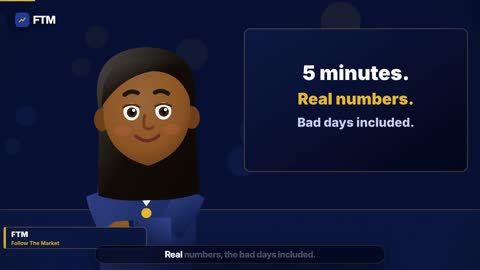 FTM
5 minutes.
Real numbers.
Bad days included.
FTM
Follow The Market
Real numbers, the bad days included.